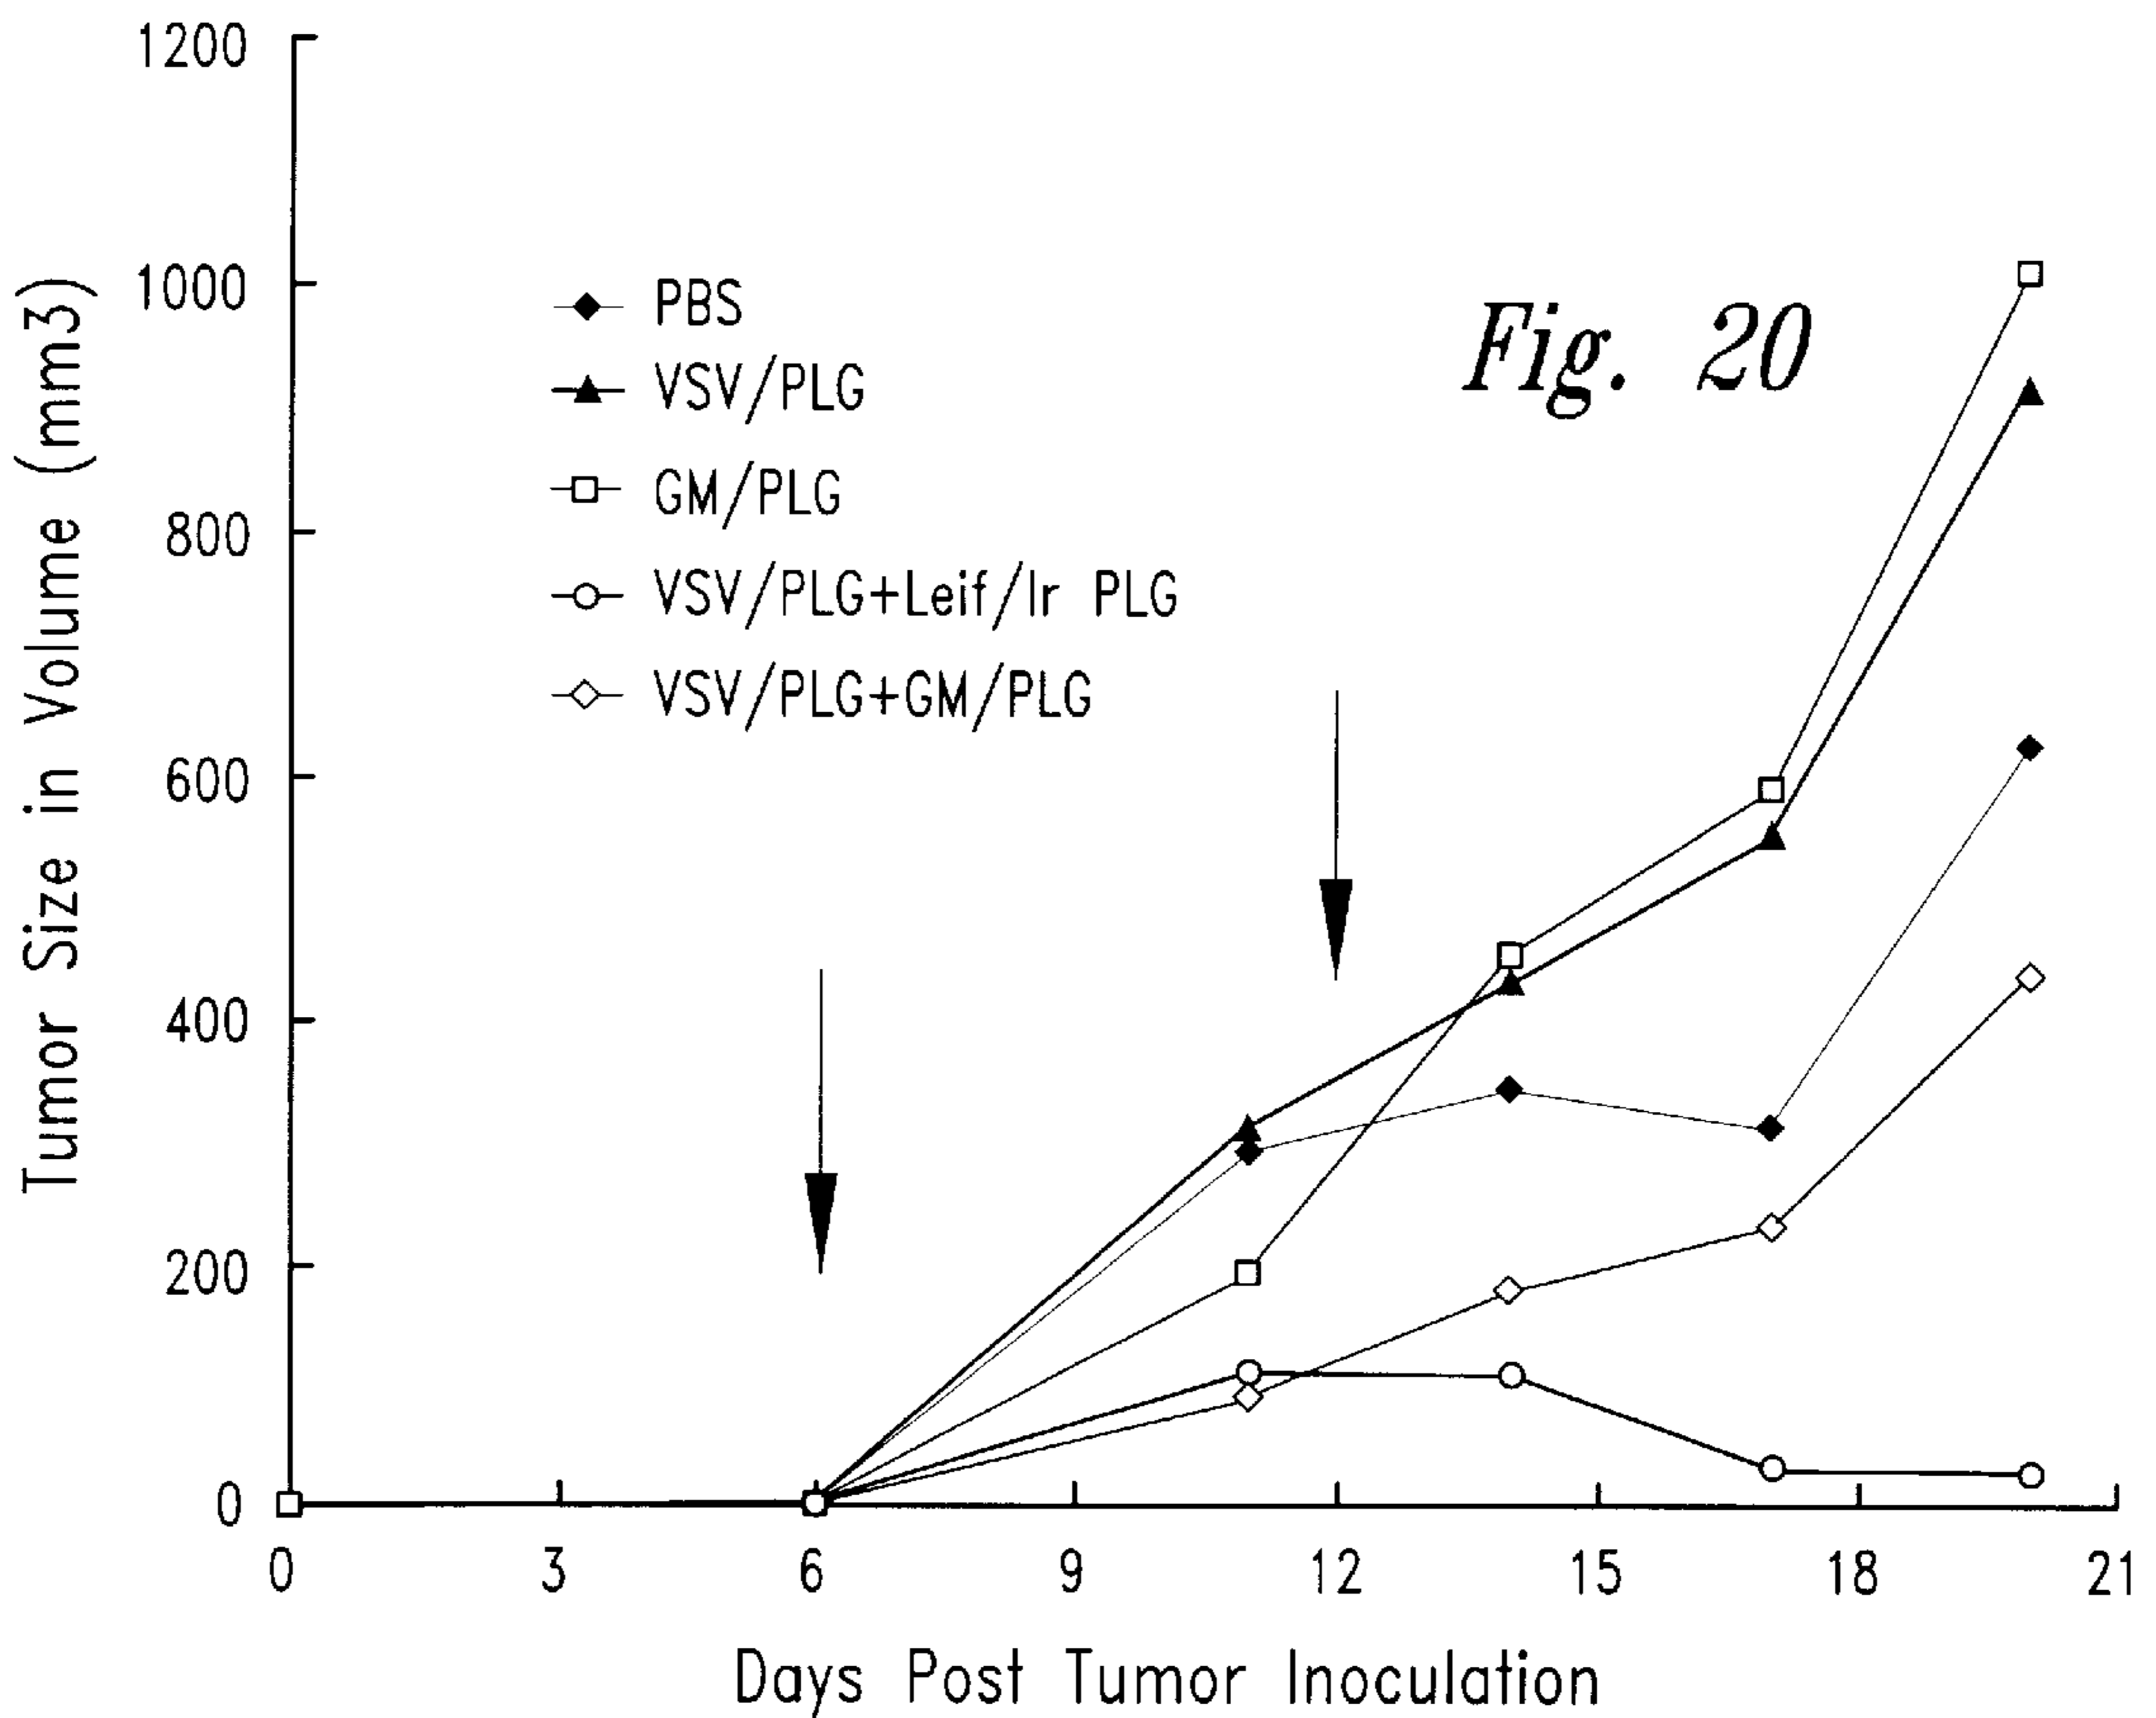 Fig. 20
Tumor Size in Volume (mm3)
1200
1000
800
600
400
200
0
PBS
VSV/PLG
GM/PLG
VSV/PLG+Leif/Ir PLG
VSV/PLG+GM/PLG
0 3 6 9 12 15 18 21
Days Post Tumor Inoculation